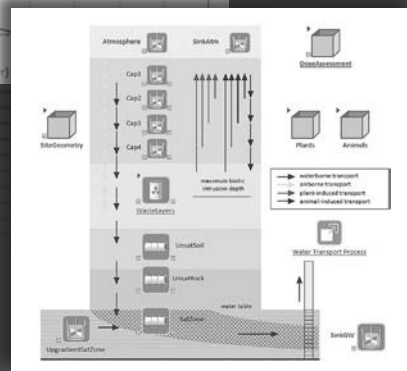 Atmosphere
SinkAtm
DoseAssessment
Cap1
Cap2
Cap3
Cap4
SiteGeometry
Plants
Animals
maximum biotic
intrusion depth
waterborne transport
airborne transport
plant-induced transport
animal-induced transport
WasteLayers
UnsatSoil
Water Transport Process
UnsatRock
water table
SatZone
UpgradientSatZone
SinkGW